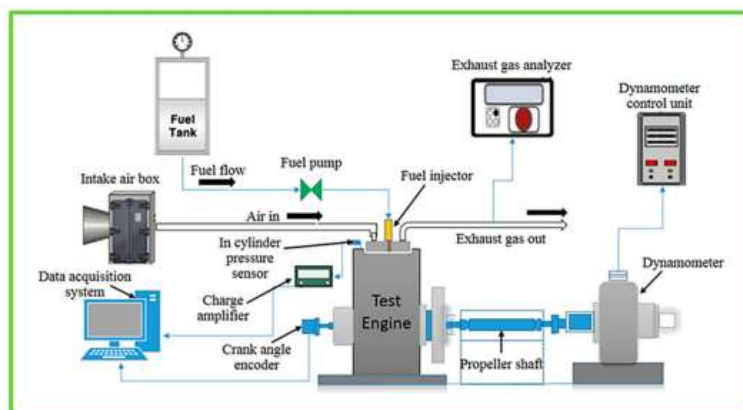 Exhaust gas analyzer
Dynamometer
control unit
Fuel
Tank
Fuel pump
Fuel flow
Fuel injector
Intake air box
Air in
Exhaust gas out
In cylinder
pressure
sensor
Data acquisition
system
Charge
amplifier
Dynamometer
Test
Engine
Crank angle
encoder
Propeller shaft